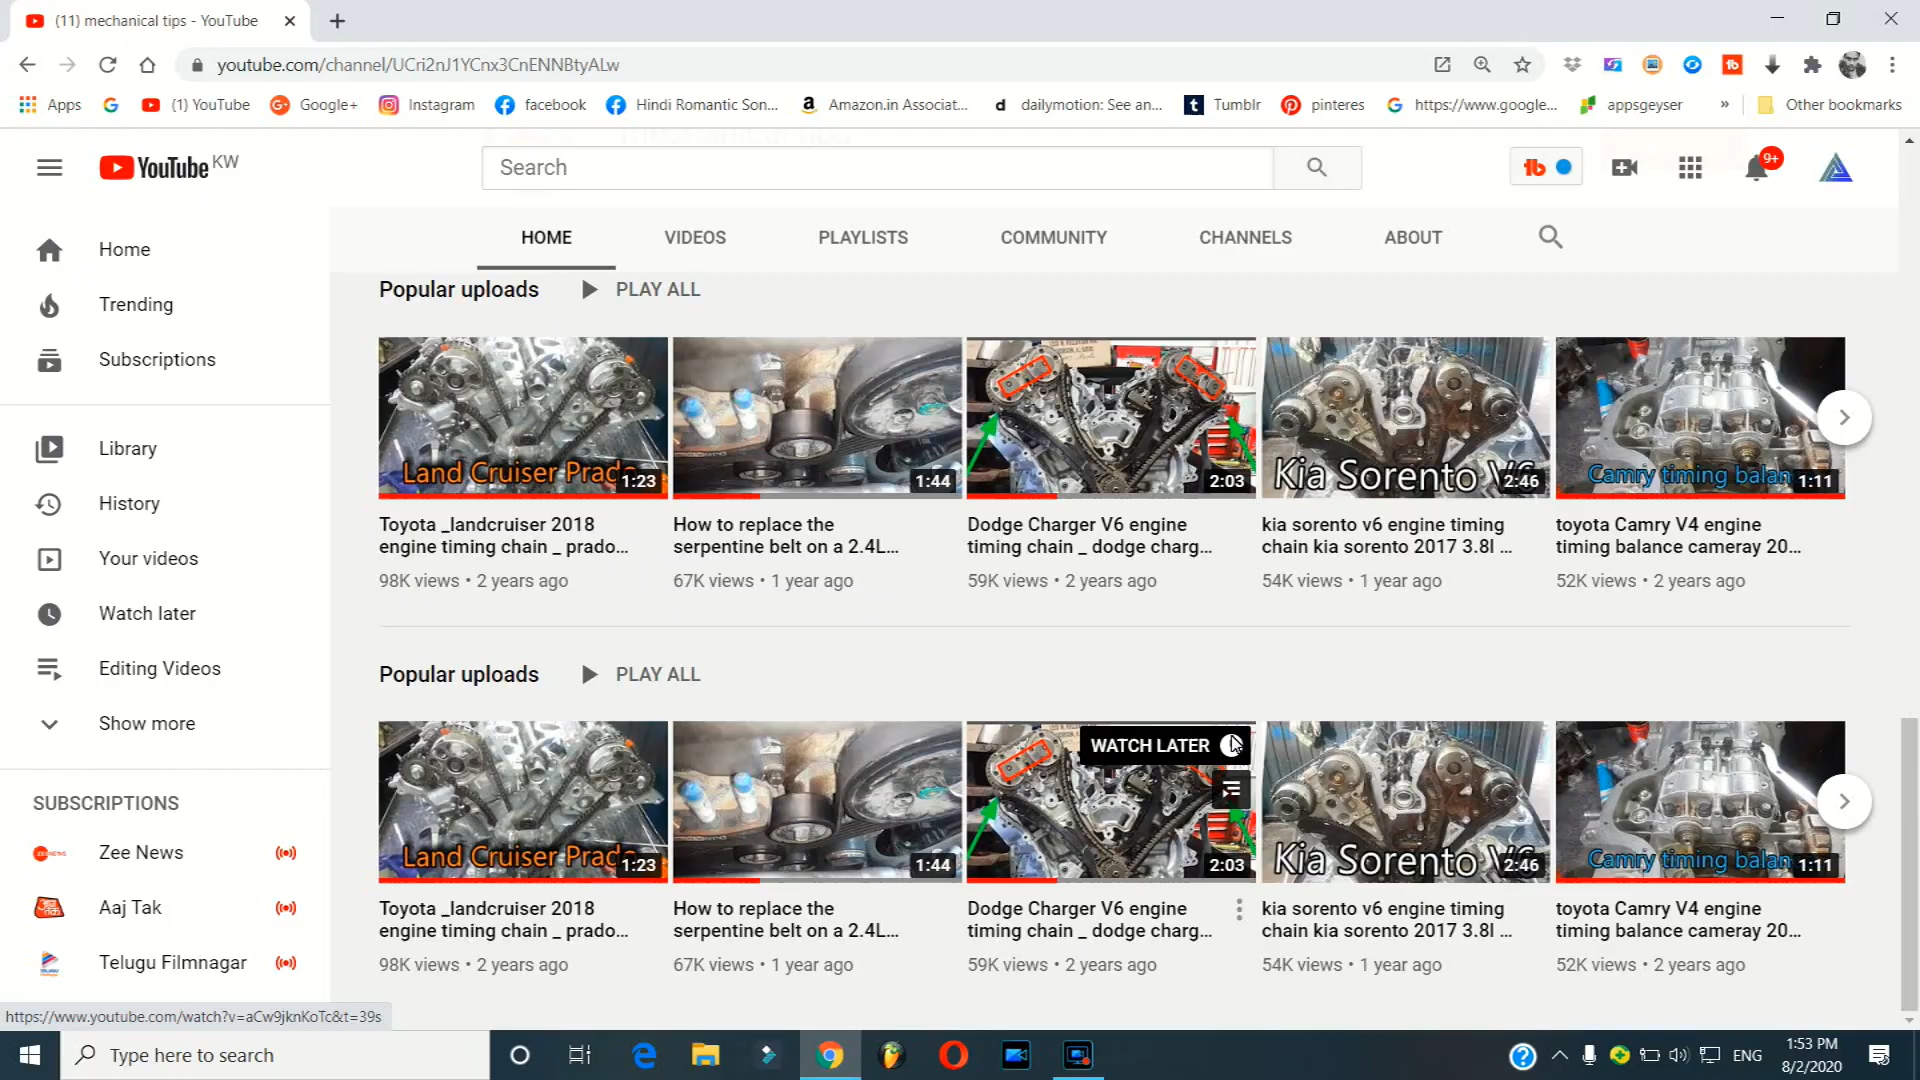 (11) mechanical tips - YouTube
youtube.com/channel/UCri2nJ1YCnx3CnENNBtyALw
Apps
(1) YouTube
Google+
Instagram
facebook
Hindi Romantic Son...
Amazon.in Associat...
dailymotion: See an...
Tumblr
pinteres
https://www.google...
appsgeyser
»
Other bookmarks
YouTube KW
Search
9+
HOME
VIDEOS
PLAYLISTS
COMMUNITY
CHANNELS
ABOUT
Home
Trending
Subscriptions
Library
History
Your videos
Watch later
Editing Videos
Show more
SUBSCRIPTIONS
Zee News
Aaj Tak
Telugu Filmnagar
Popular uploads
PLAY ALL
Land Cruiser Prado
1:23
1:44
2:03
Kia Sorento V6
2:46
Camry timing balan
1:11
Toyota _landcruiser 2018
engine timing chain _ prado...
98K views • 2 years ago
How to replace the
serpentine belt on a 2.4L...
67K views • 1 year ago
Dodge Charger V6 engine
timing chain _ dodge charg...
59K views • 2 years ago
kia sorento v6 engine timing
chain kia sorento 2017 3.8l ...
54K views • 1 year ago
toyota Camry V4 engine
timing balance cameray 20...
52K views • 2 years ago
Popular uploads
PLAY ALL
WATCH LATER
Land Cruiser Prado
1:23
1:44
2:03
Kia Sorento V6
2:46
Camry timing balan
1:11
Toyota _landcruiser 2018
engine timing chain _ prado...
98K views • 2 years ago
How to replace the
serpentine belt on a 2.4L...
67K views • 1 year ago
Dodge Charger V6 engine
timing chain _ dodge charg...
59K views • 2 years ago
kia sorento v6 engine timing
chain kia sorento 2017 3.8l ...
54K views • 1 year ago
toyota Camry V4 engine
timing balance cameray 20...
52K views • 2 years ago
https://www.youtube.com/watch?v=aCw9jknKoTc&t=39s
Type here to search
ENG
1:53 PM
8/2/2020